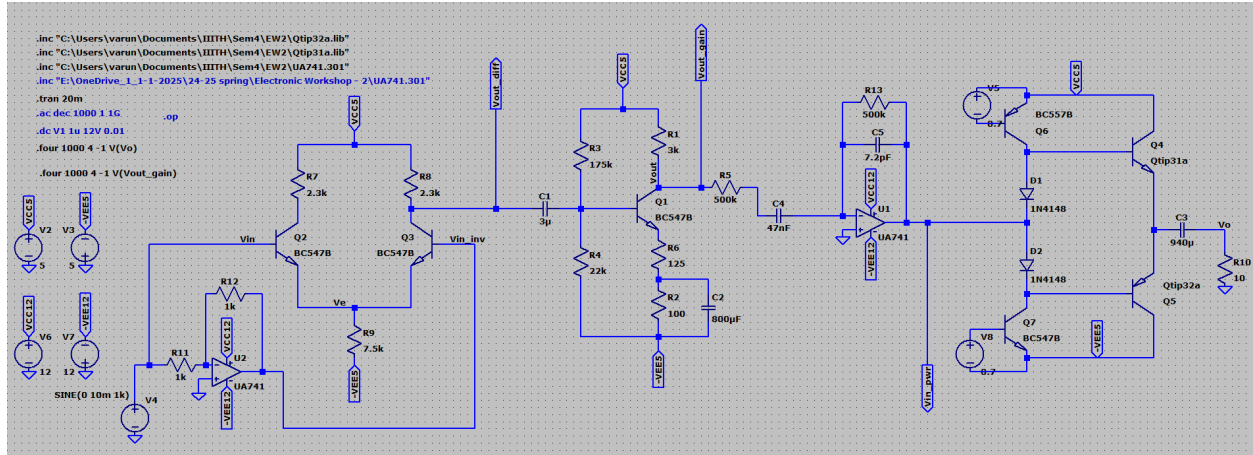 .inc "C:\Users\varun\Documents\IIITH\Sem4\EW2\Qtip32a.lib"
.inc "C:\Users\varun\Documents\IIITH\Sem4\EW2\Qtip31a.lib"
.inc "C:\Users\varun\Documents\IIITH\Sem4\EW2\UA741.301"
.inc "E:\OneDrive_1_1-1-2025\24-25 spring\Electronic Workshop - 2\UA741.301"
.tran 20m
.ac dec 1000 1 1G
.op
.dc V1 1u 12V 0.01
.four 1000 4 -1 V(Vo)
.four 1000 4 -1 V(Vout_gain)
VCC5
V2
5
-VEE5
V3
5
VCC12
V6
12
-VEE12
V7
12
SINE(0 10m 1k)
V4
VCC5
R7
2.3k
R8
2.3k
Vin
Q2
BC547B
Q3
BC547B
Vin_inv
Ve
R9
7.5k
-VEE5
R12
1k
R11
1k
VCC12
U2
UA741
-VEE12
Vout_diff
C1
3µ
VCC5
R3
175k
R1
3k
Vout
Vout_gain
Q1
BC547B
R4
22k
R6
125
R2
100
C2
800µF
-VEE5
R5
500k
C4
47nF
R13
500k
C5
7.2pF
VCC12
U1
UA741
-VEE12
Vin_pwr
V5
0.7
VCC5
BC557B
Q6
Q4
Qtip31a
D1
1N4148
D2
1N4148
Qtip32a
Q5
Q7
BC547B
V8
0.7
-VEE5
C3
940µ
Vo
R10
10